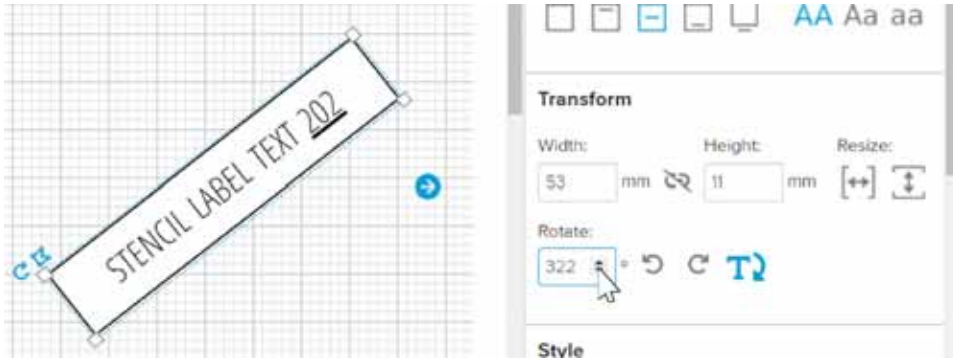 STENCIL LABEL TEXT 202
AA Aa aa
Transform
Width: Height: Resize:
53 mm 11 mm
Rotate:
322 °
T
Style